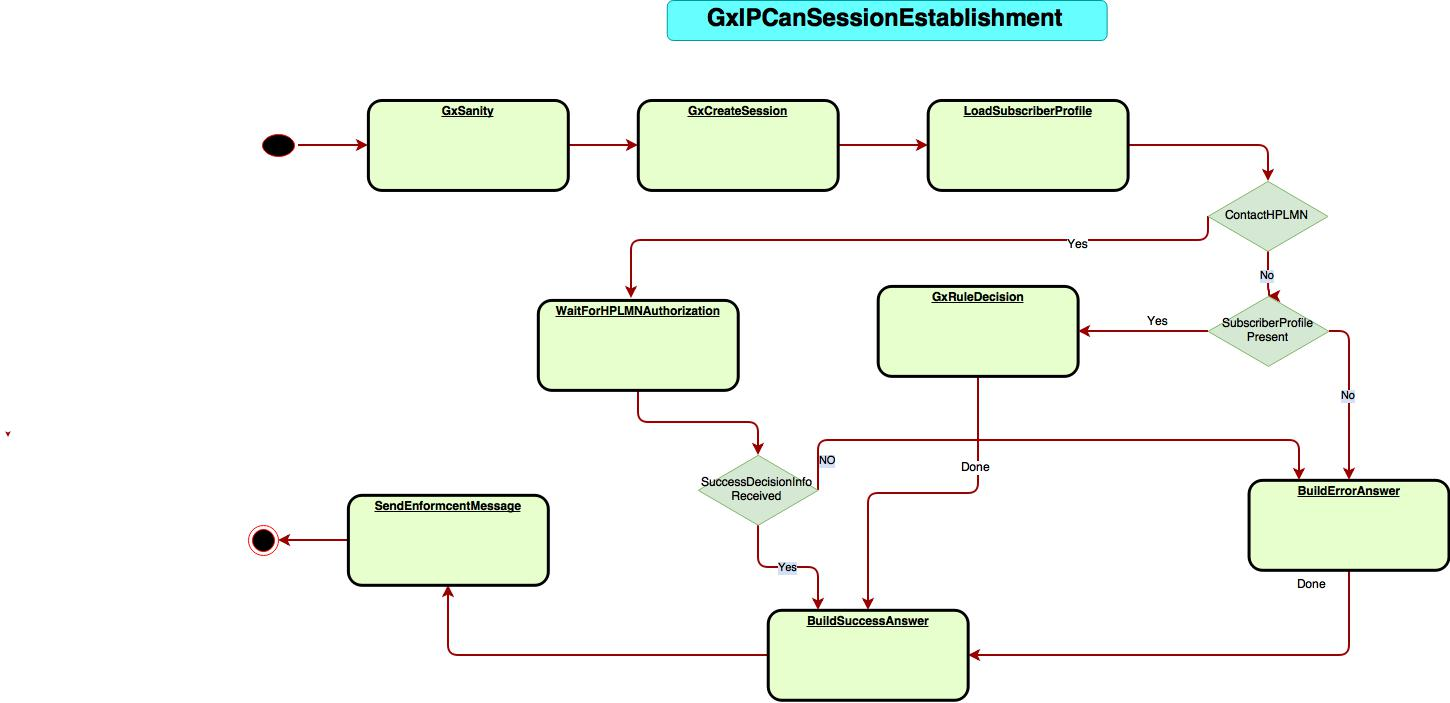 GxIPCanSessionEstablishment
GxSanity
GxCreateSession
LoadSubscriberProfile
ContactHPLMN
Yes
No
WaitForHPLMNAuthorization
GxRuleDecision
Yes
SubscriberProfile
Present
No
SuccessDecisionInfo
Received
NO
Done
SendEnformcentMessage
BuildErrorAnswer
Yes
Done
BuildSuccessAnswer